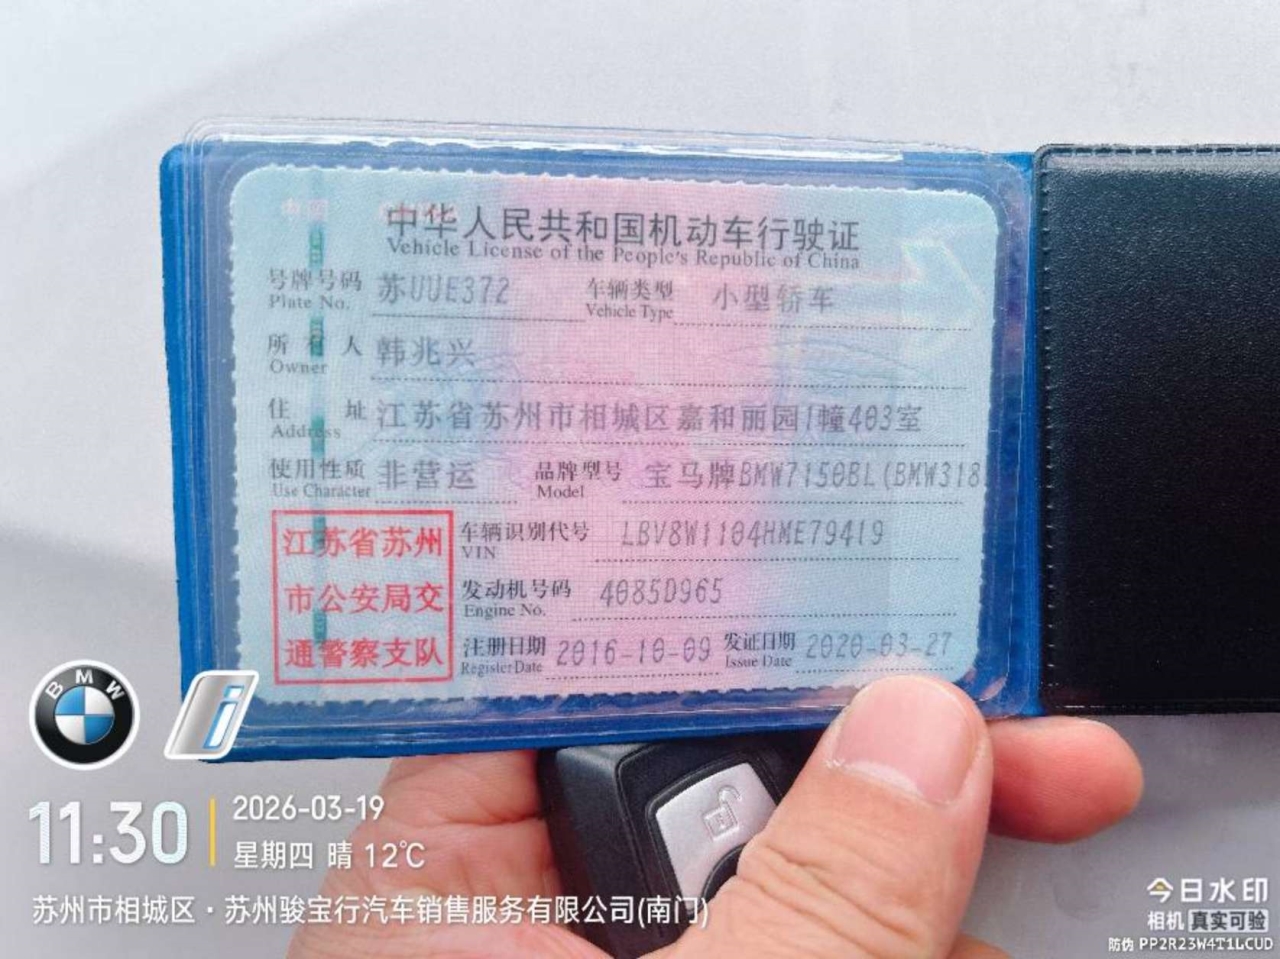 中华人民共和国机动车行驶证
Vehicle License of the People's Republic of China
号牌号码 苏UUE372 车辆类型 小型轿车
Plate No. Vehicle Type
所有人 韩兆兴
Owner
住址 江苏省苏州市相城区嘉和丽园1幢403室
Address
使用性质 非营运 品牌型号 宝马牌BMW7150BL(BMW318
Use Character Model
江苏省苏州
市公安局交
通警察支队
车辆识别代号 LBV8W1104HME79419
VIN
发动机号码 4085D965
Engine No.
注册日期 2016-10-09 发证日期 2020-03-27
Register Date Issue Date
BMW
i
11:30
2026-03-19
星期四 晴 12℃
苏州市相城区·苏州骏宝行汽车销售服务有限公司(南门)
今日水印
相机 真实可验
防伪 PP2R23W4T1LCUD